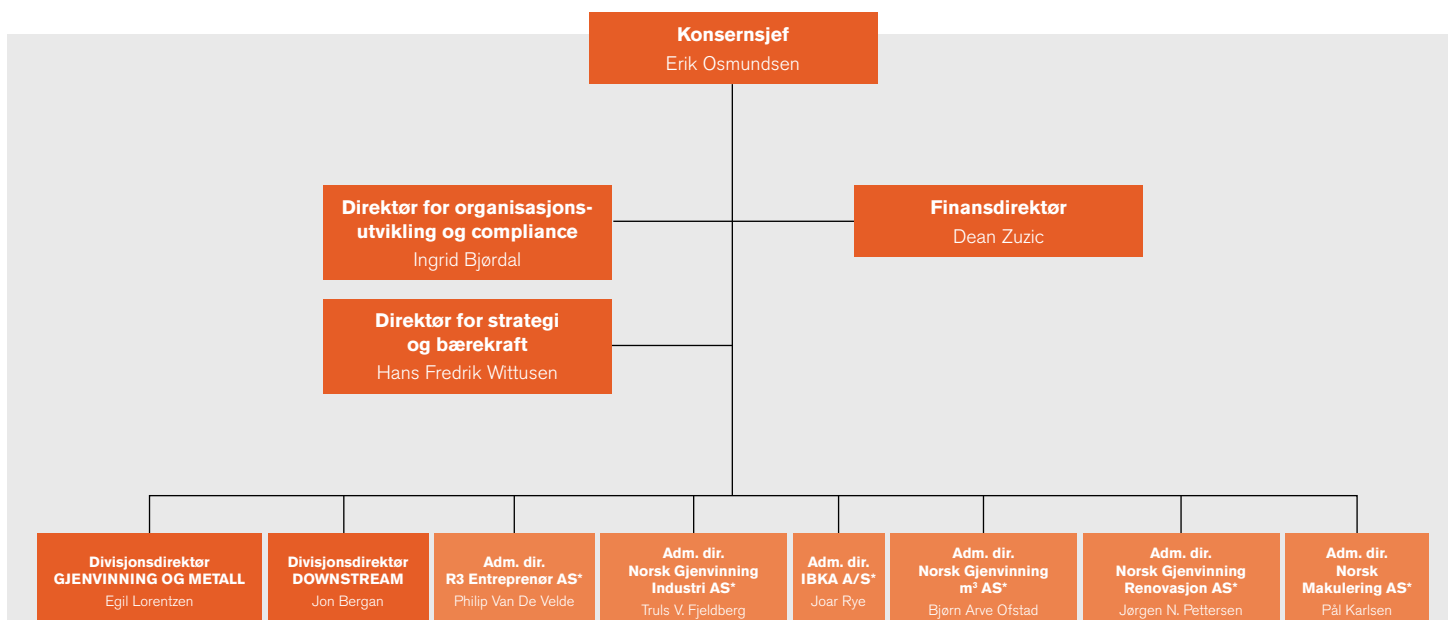 Konsernsjef
Erik Osmundsen
Direktør for organisasjons-
utvikling og compliance
Ingrid Bjørdal
Finansdirektør
Dean Zuzic
Direktør for strategi
og bærekraft
Hans Fredrik Wittusen
Divisjonsdirektør
GJENVINNING OG METALL
Egil Lorentzen
Divisjonsdirektør
DOWNSTREAM
Jon Bergan
Adm. dir.
R3 Entreprenør AS*
Philip Van De Velde
Adm. dir.
Norsk Gjenvinning
Industri AS*
Truls V. Fjeldberg
Adm. dir.
IBKA A/S*
Joar Rye
Adm. dir.
Norsk Gjenvinning
m³ AS*
Bjørn Arve Ofstad
Adm. dir.
Norsk Gjenvinning
Renovasjon AS*
Jørgen N. Pettersen
Adm. dir.
Norsk
Makulering AS*
Pål Karlsen